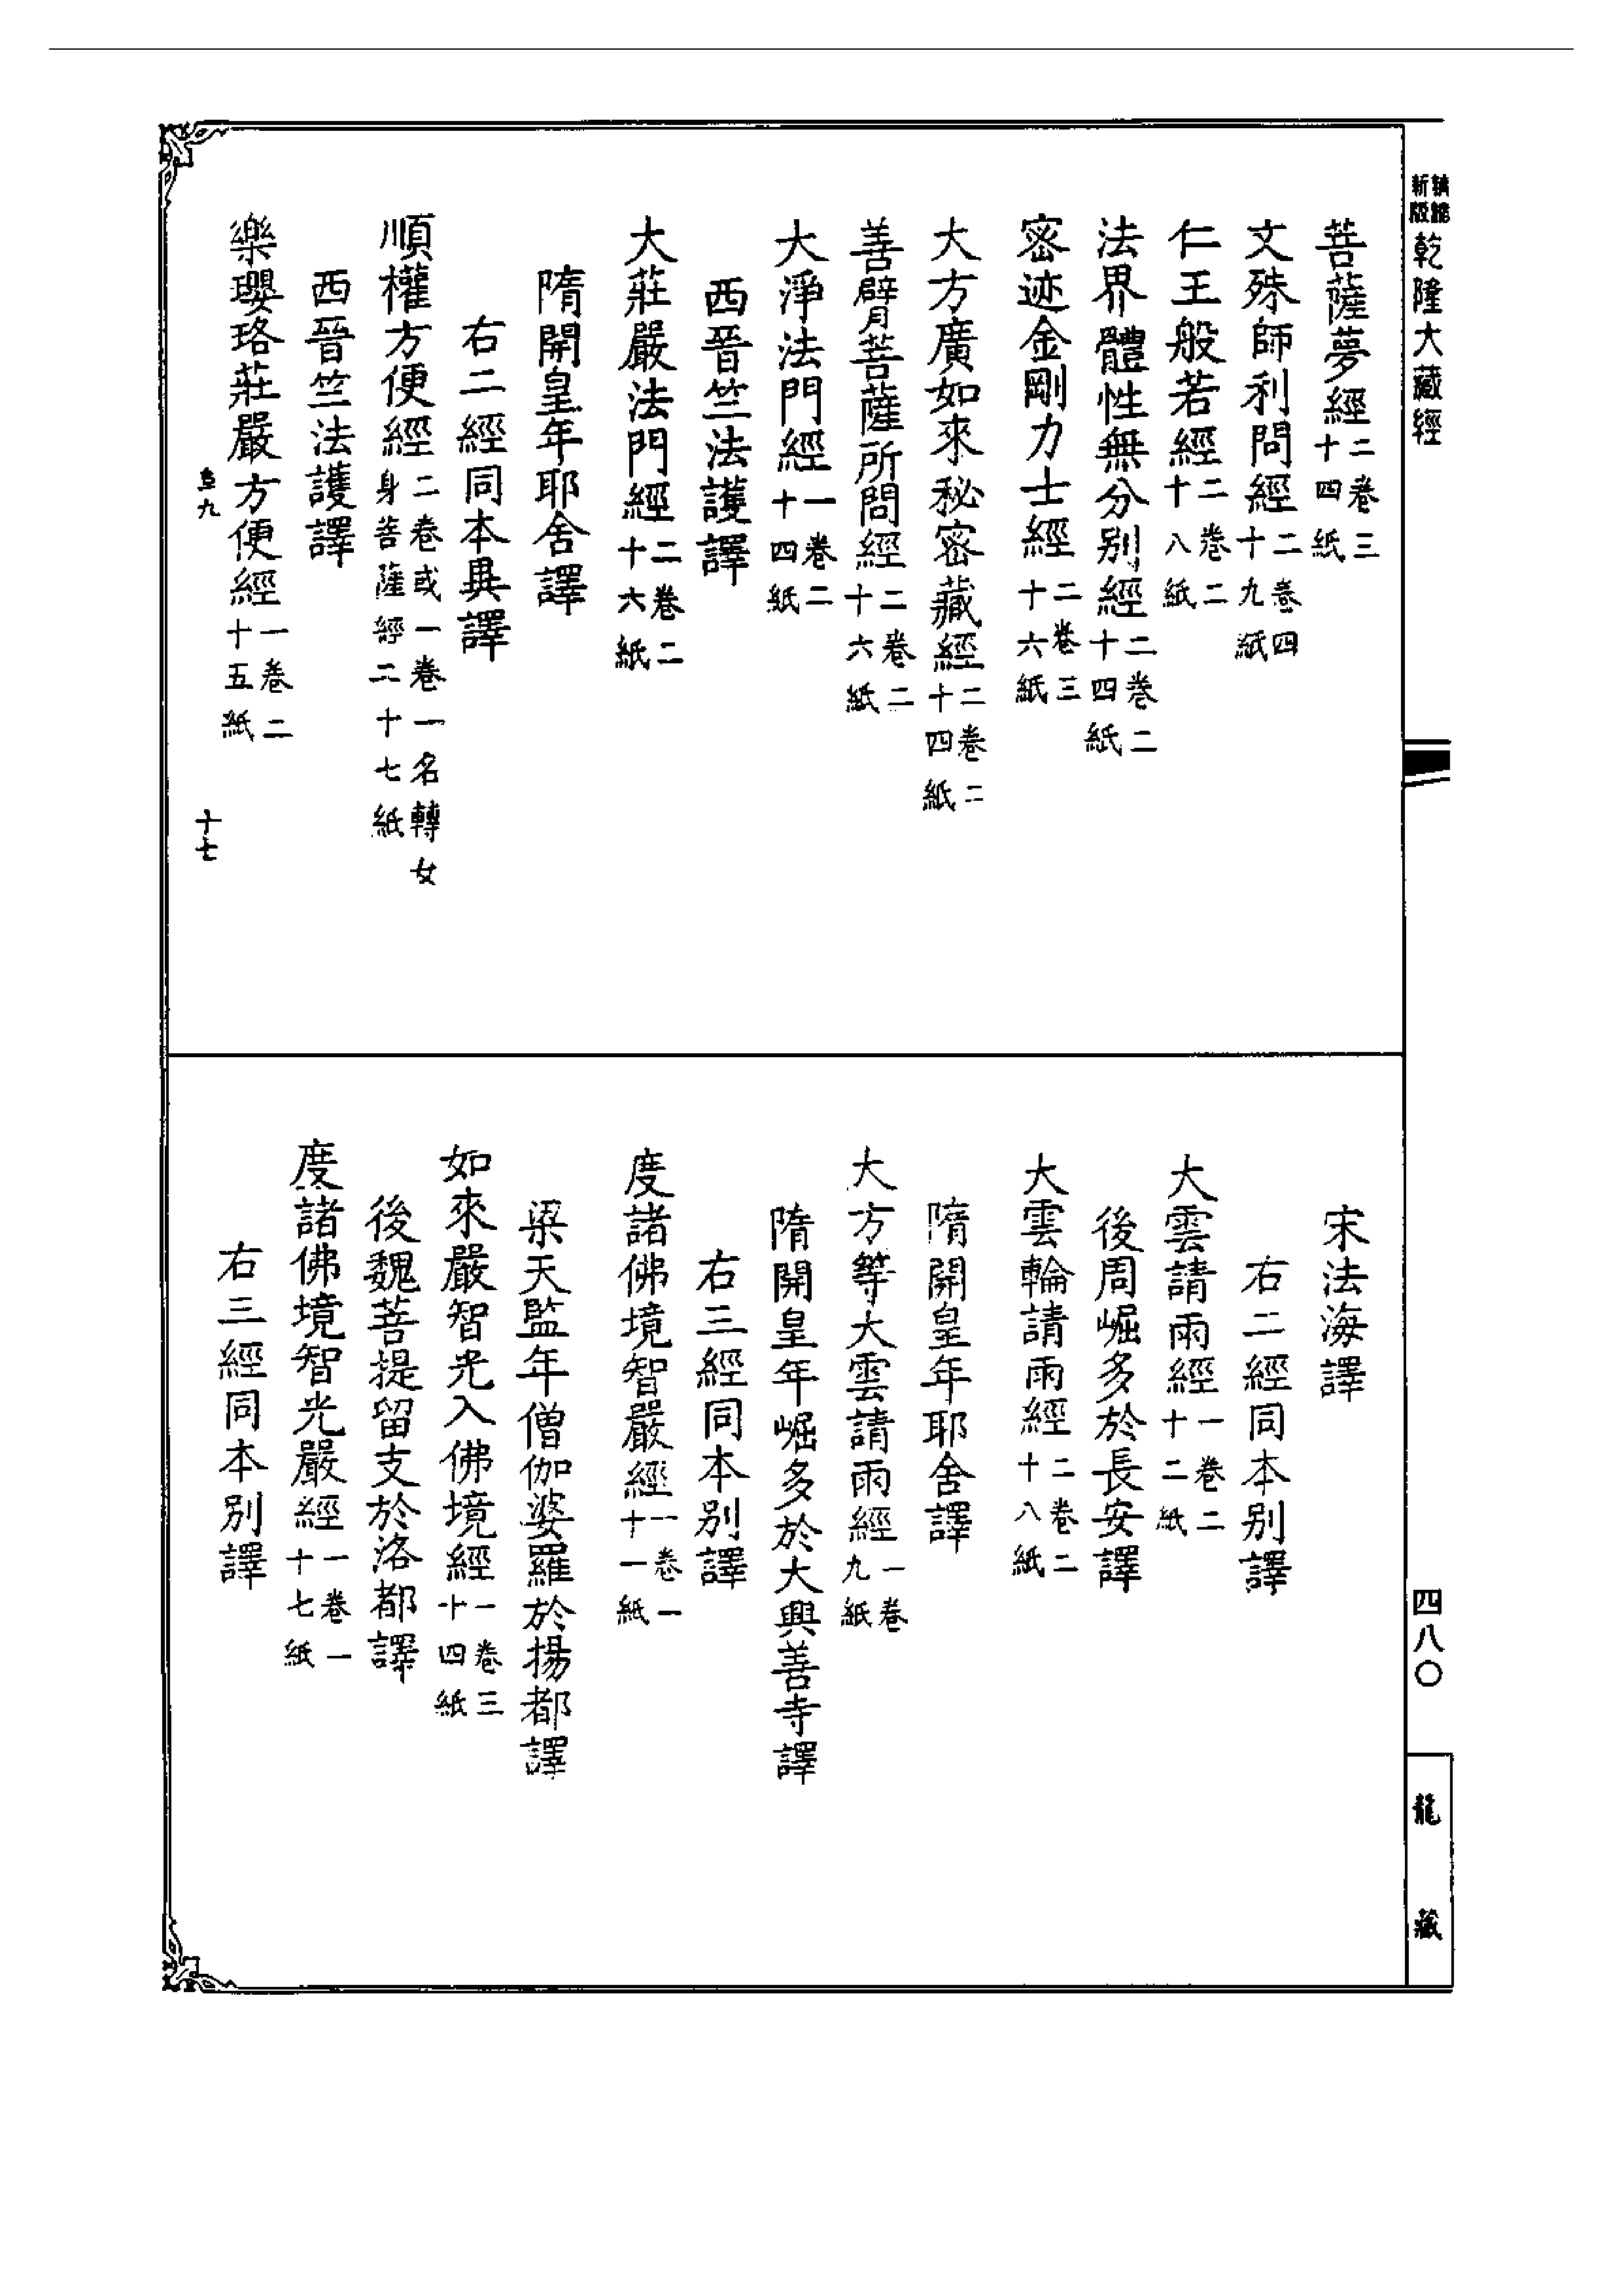 新版
乾隆大藏經
菩薩夢經二卷三十四紙
文殊師利問經二卷四十九紙
仁王般若經二卷二十八紙
法界體性無分别經二卷二十四紙
密迹金剛力士經二卷三十六紙
大方廣如來秘密藏經二卷二十四紙
善臂菩薩所問經二卷二十六紙
大淨法門經一卷二十四紙
西晉竺法護譯
大莊嚴法門經二卷二十六紙
隋開皇年耶舍譯
右二經同本異譯
順權方便經二卷或一卷一名轉女身菩薩經二十七紙
西晉竺法護譯
樂瓔珞莊嚴方便經一卷二十五紙
九
十七
宋法海譯
右二經同本别譯
大雲請雨經一卷二十二紙
後周崛多於長安譯
大雲輪請雨經二卷二十八紙
隋開皇年耶舍譯
大方等大雲請雨經一卷九紙
隋開皇年崛多於大興善寺譯
右三經同本别譯
度諸佛境智嚴經一卷一十一紙
梁天監年僧伽婆羅於揚都譯
如來嚴智光入佛境經一卷三十四紙
後魏菩提留支於洛都譯
度諸佛境智光嚴經一卷一十七紙
右三經同本别譯
四八〇
龍藏